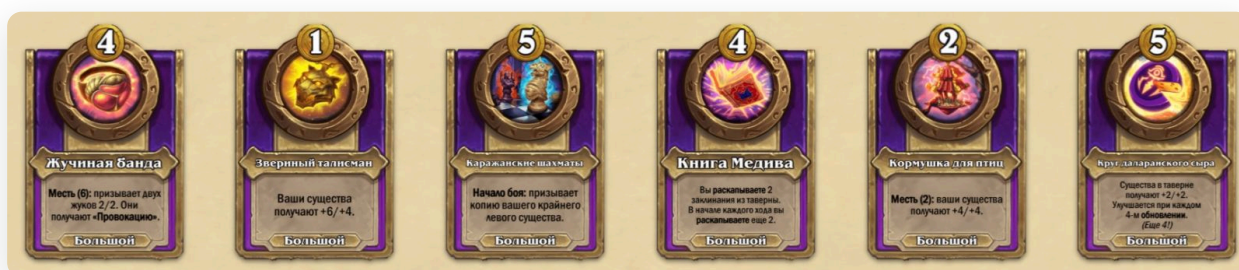 4
Жучиная банда
Месть (6): призывает двух
жуков 2/2. Они
получают «Провокацию».
Большой
1
Звериный талисман
Ваши существа
получают +6/+4.
Большой
5
Каражанские шахматы
Начало боя: призывает
копию вашего крайнего
левого существа.
Большой
4
Книга Медива
Вы раскапываете 2
заклинания из таверны.
В начале каждого хода вы
раскапываете еще 2.
Большой
2
Кормушка для птиц
Месть (2): ваши существа
получают +4/+4.
Большой
5
Круг даларанского сыра
Существа в таверне
получают +2/+2.
Улучшается при каждом
4-м обновлении.
(Еще 4!)
Большой